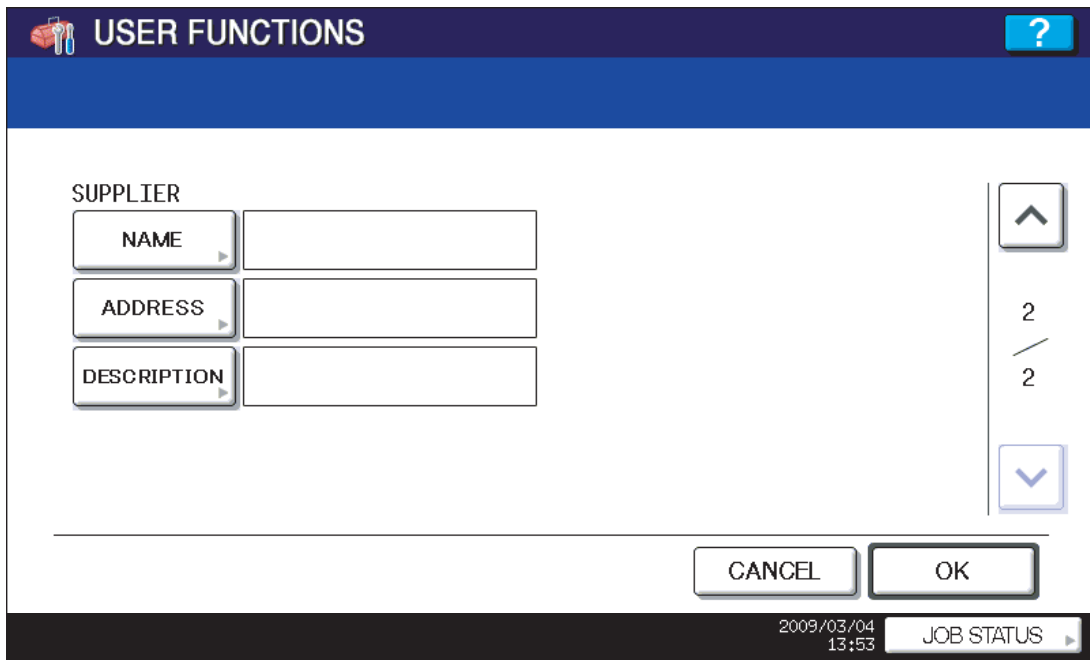 USER FUNCTIONS
?
SUPPLIER
NAME
ADDRESS
DESCRIPTION
2
2
CANCEL
OK
2009/03/04
13:53
JOB STATUS